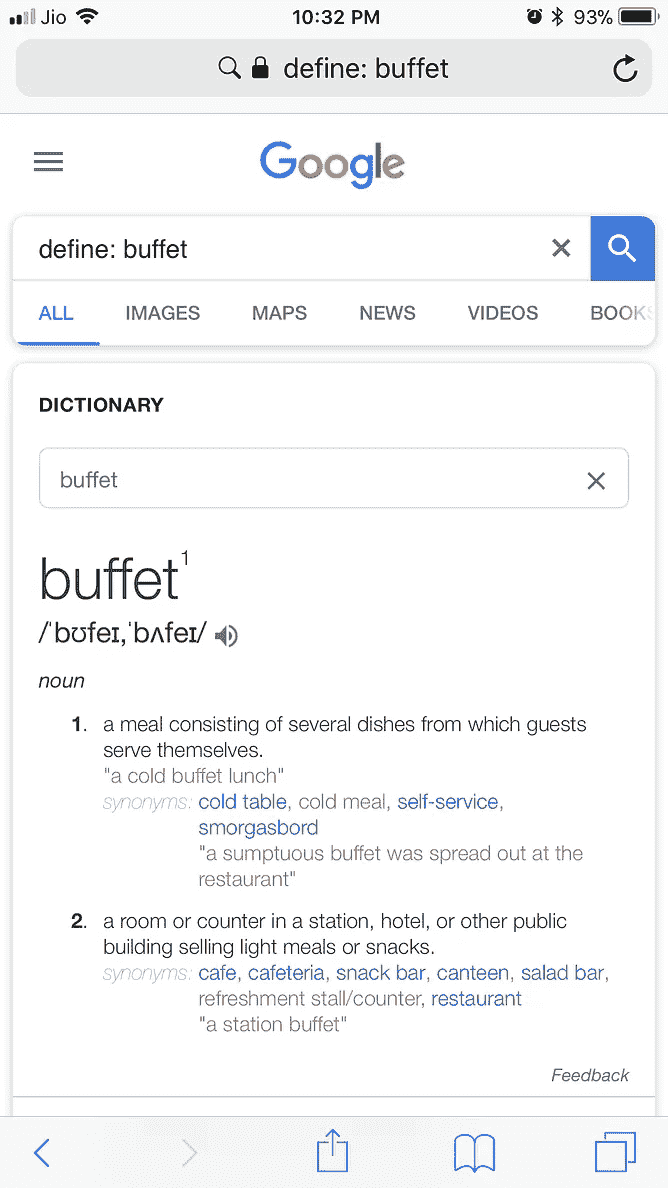 Jio 10:32 PM 93%
define: buffet
Google
define: buffet
ALL IMAGES MAPS NEWS VIDEOS BOOKS
DICTIONARY
buffet
buffet¹
/ˈbʊfeɪ,ˈbʌfeɪ/
noun
1. a meal consisting of several dishes from which guests
serve themselves.
"a cold buffet lunch"
synonyms: cold table, cold meal, self-service,
smorgasbord
"a sumptuous buffet was spread out at the
restaurant"
2. a room or counter in a station, hotel, or other public
building selling light meals or snacks.
synonyms: cafe, cafeteria, snack bar, canteen, salad bar,
refreshment stall/counter, restaurant
"a station buffet"
Feedback